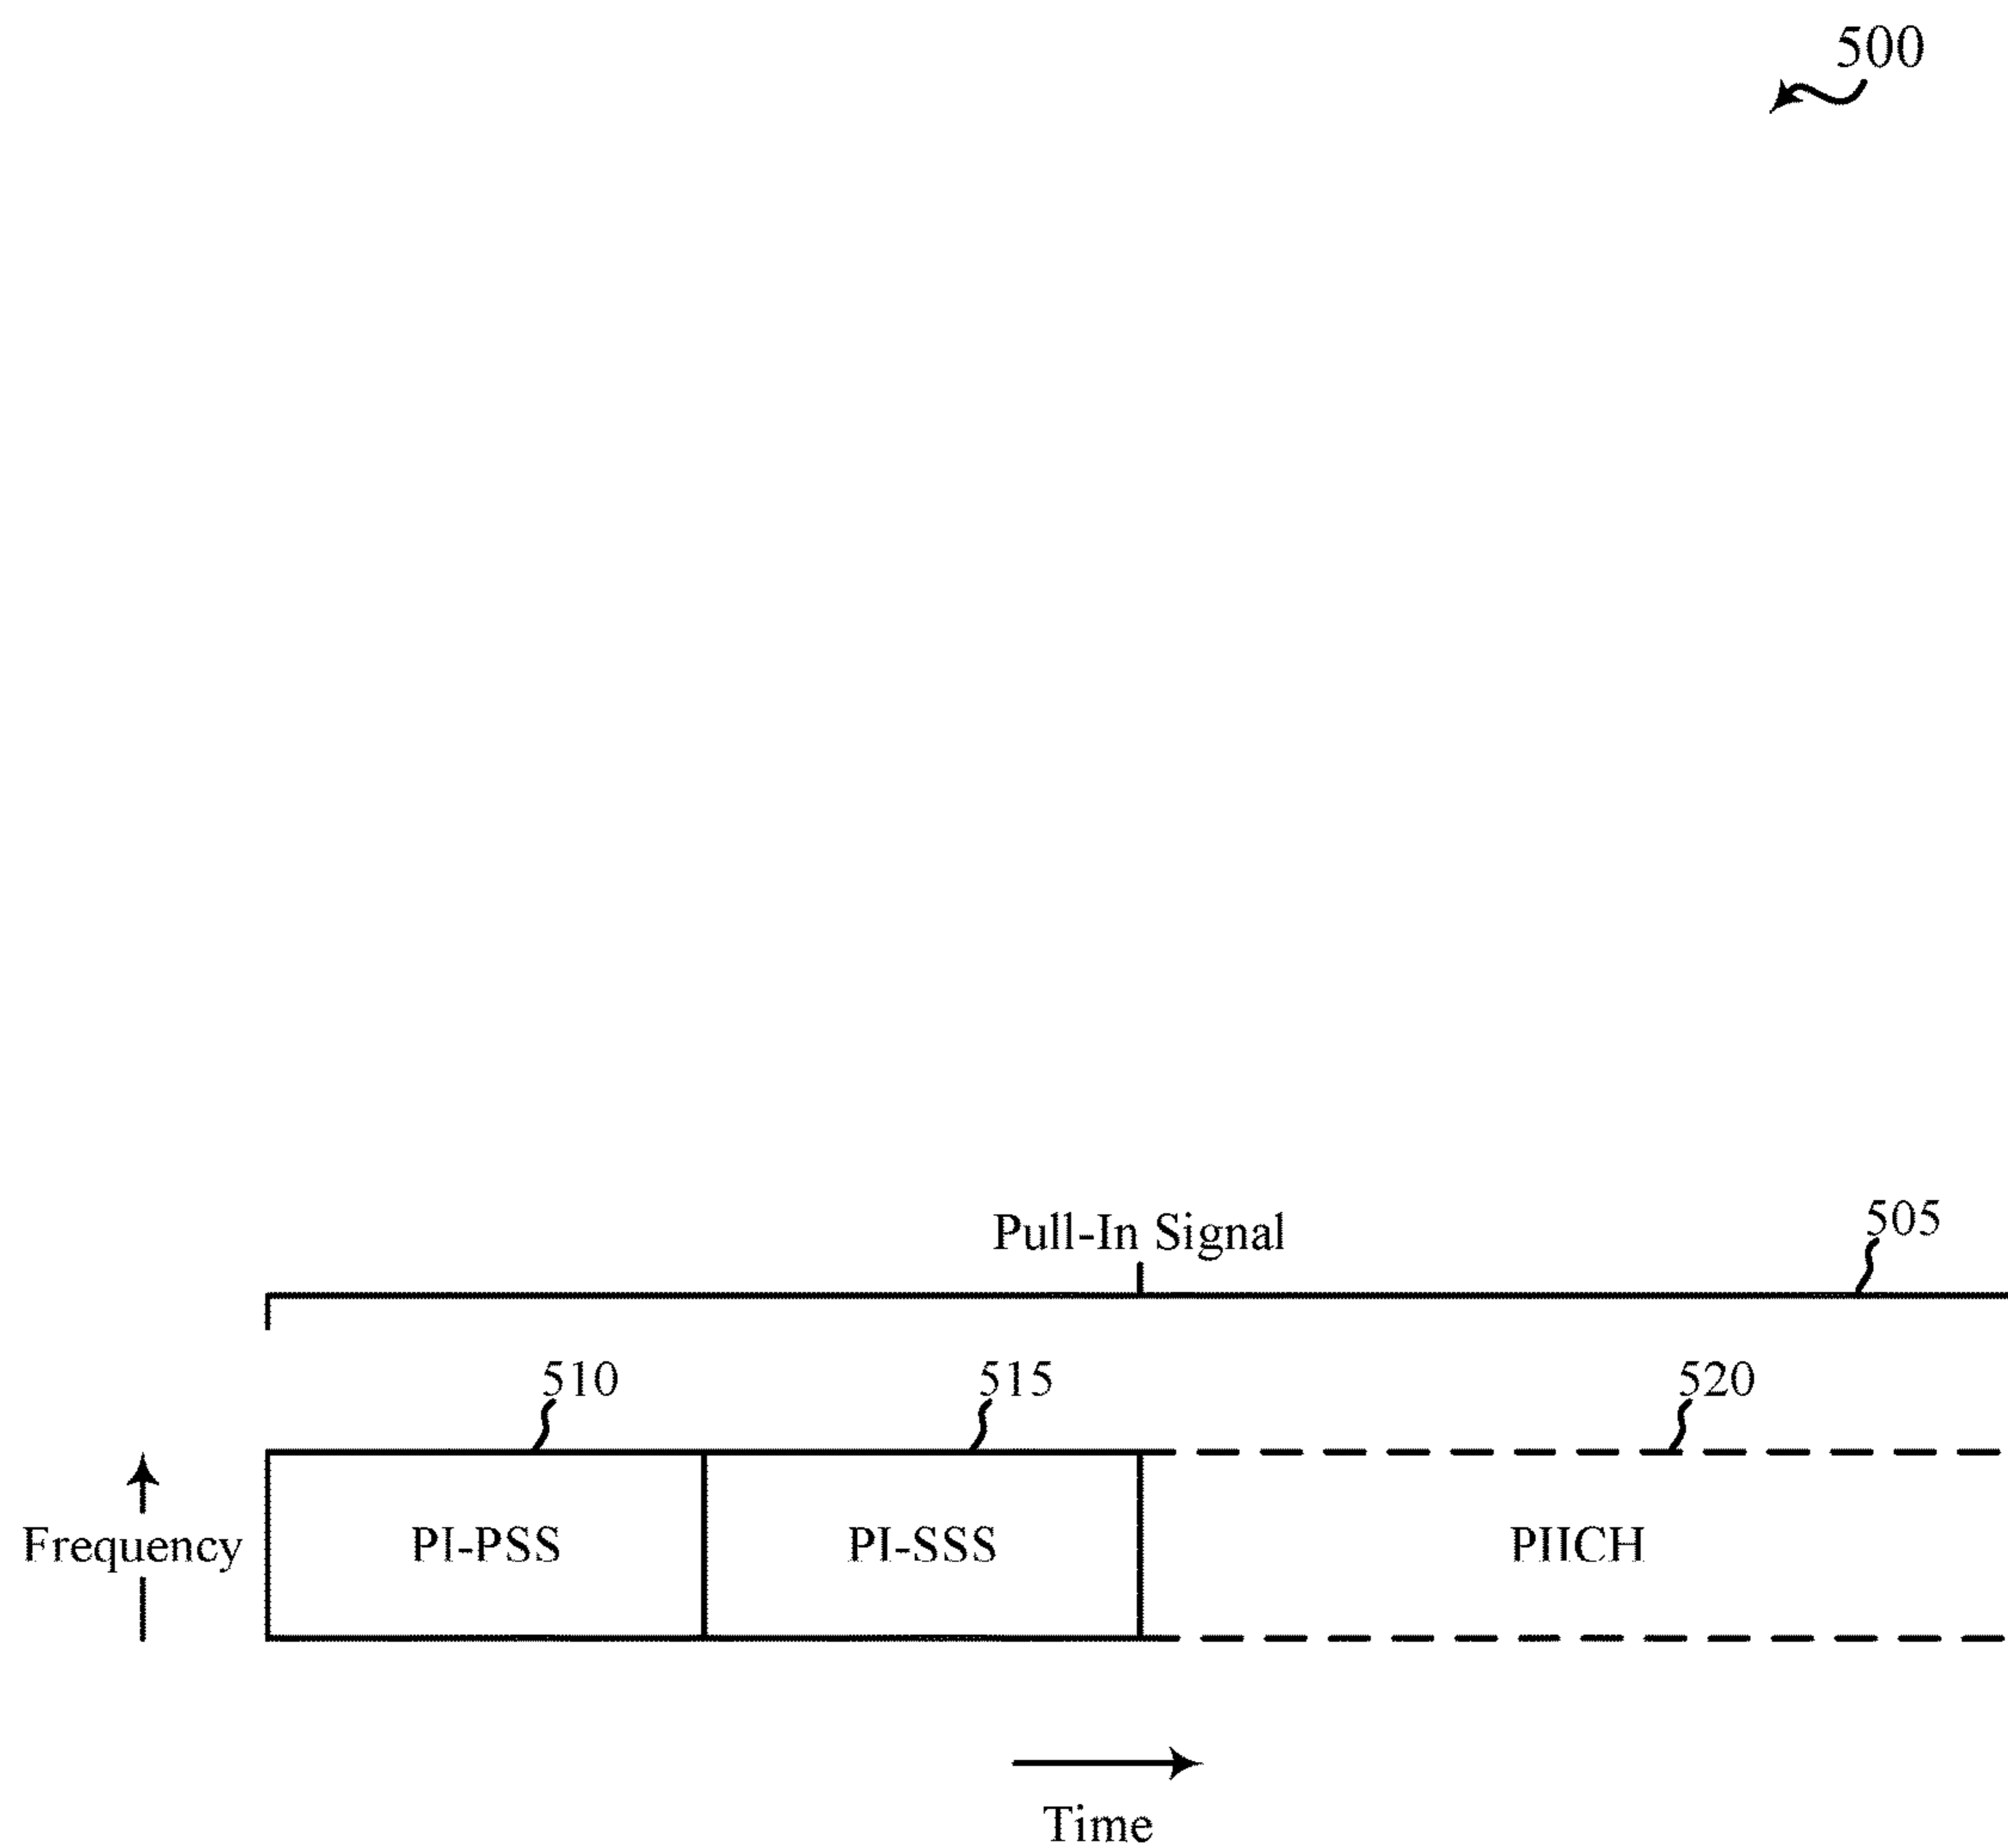 500
Pull-In Signal
505
510
515
520
Frequency
PI-PSS
PI-SSS
PIICH
Time